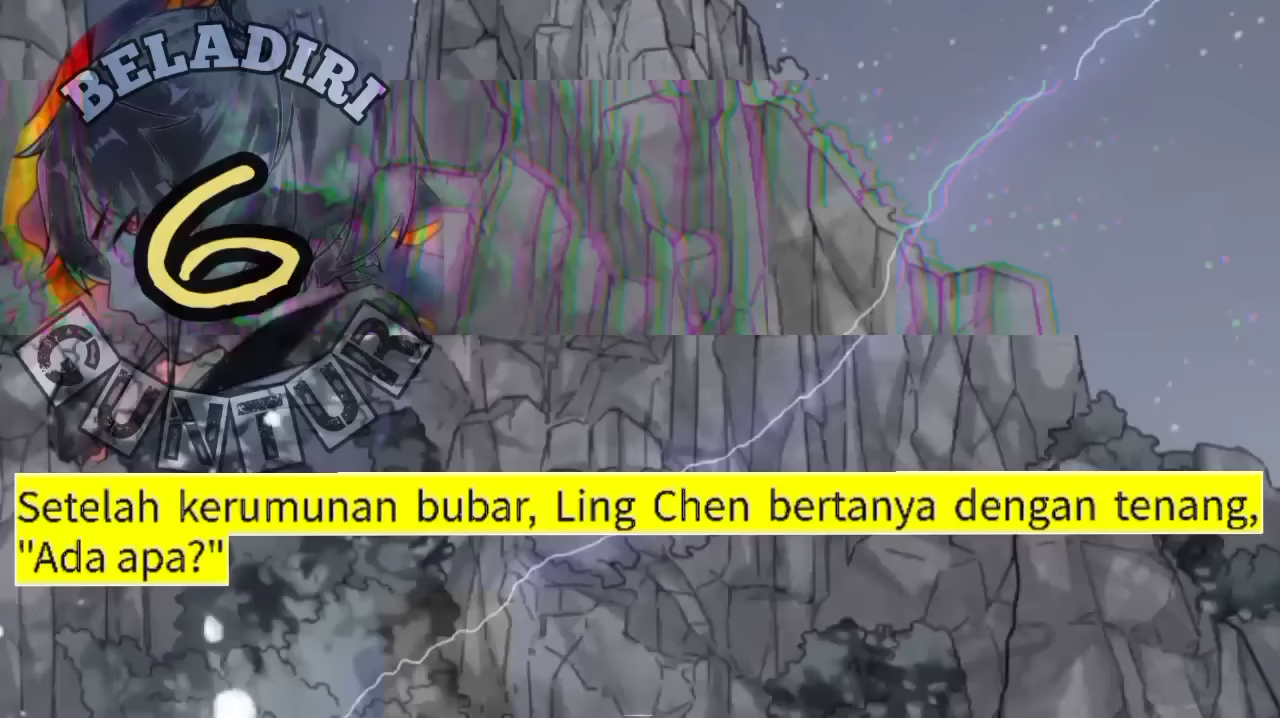 BELADIRI
6
GUNTUR
Setelah kerumunan bubar, Ling Chen bertanya dengan tenang,
"Ada apa?"